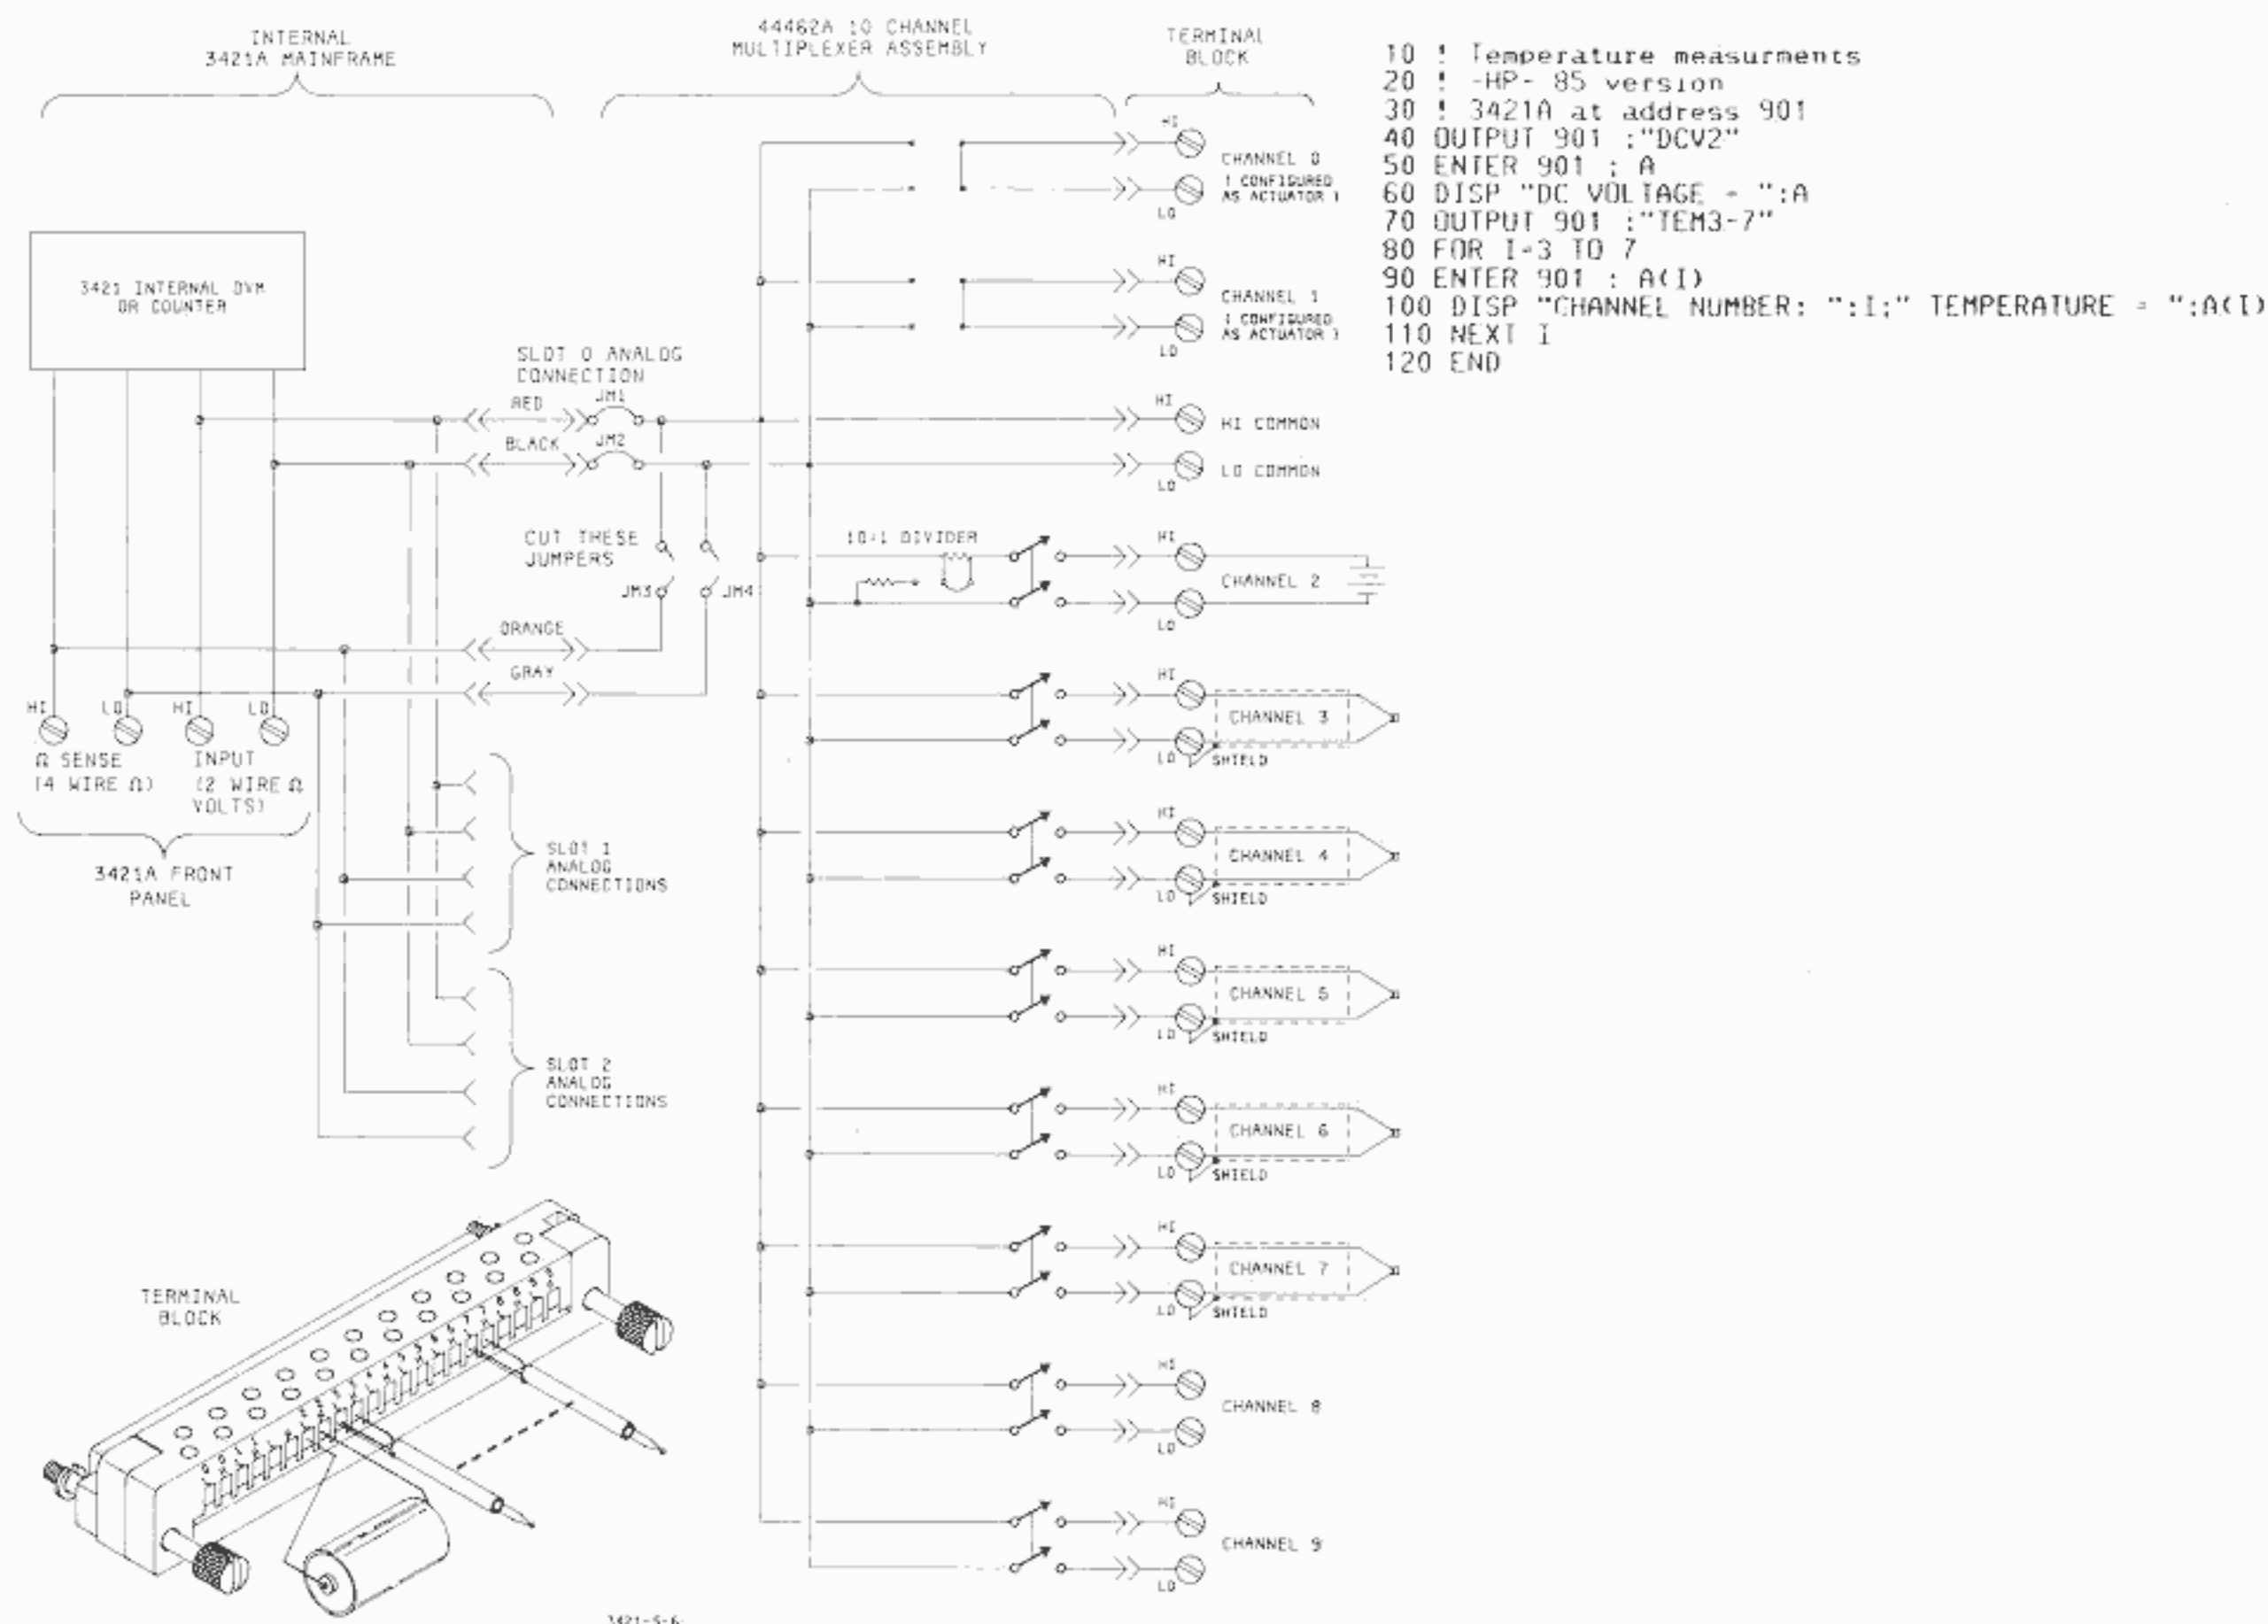 INTERNAL
3421A MAINFRAME
44462A 10 CHANNEL
MULTIPLEXER ASSEMBLY
TERMINAL
BLOCK
10 ! Temperature measurments
20 ! -HP- 85 version
30 ! 3421A at address 901
40 OUTPUT 901 ;"DCV2"
50 ENTER 901 ; A
60 DISP "DC VOLTAGE = ";A
70 OUTPUT 901 ;"TEM3-7"
80 FOR I=3 TO 7
90 ENTER 901 ; A(I)
100 DISP "CHANNEL NUMBER: ";I;" TEMPERATURE = ";A(I)
110 NEXT I
120 END
3421 INTERNAL DVM
OR COUNTER
SLOT 0 ANALOG
CONNECTION
RED
JM1
BLACK
JM2
CUT THESE
JUMPERS
JM3
JM4
ORANGE
GRAY
HI
LO
HI
LO
Ω SENSE
(4 WIRE Ω)
INPUT
(2 WIRE Ω
VOLTS)
3421A FRONT
PANEL
SLOT 1
ANALOG
CONNECTIONS
SLOT 2
ANALOG
CONNECTIONS
HI
CHANNEL 0
( CONFIGURED
AS ACTUATOR )
LO
HI
CHANNEL 1
( CONFIGURED
AS ACTUATOR )
LO
HI
HI COMMON
LO COMMON
LO
10:1 DIVIDER
HI
CHANNEL 2
LO
HI
CHANNEL 3
LO
SHIELD
HI
CHANNEL 4
LO
SHIELD
HI
CHANNEL 5
LO
SHIELD
HI
CHANNEL 6
LO
SHIELD
HI
CHANNEL 7
LO
SHIELD
HI
CHANNEL 8
LO
HI
CHANNEL 9
LO
TERMINAL
BLOCK
3421-5-6